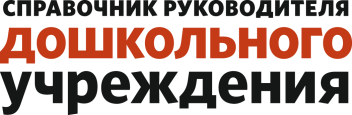 СПРАВОЧНИК РУКОВОДИТЕЛЯ
ДОШКОЛЬНОГО
учреждения